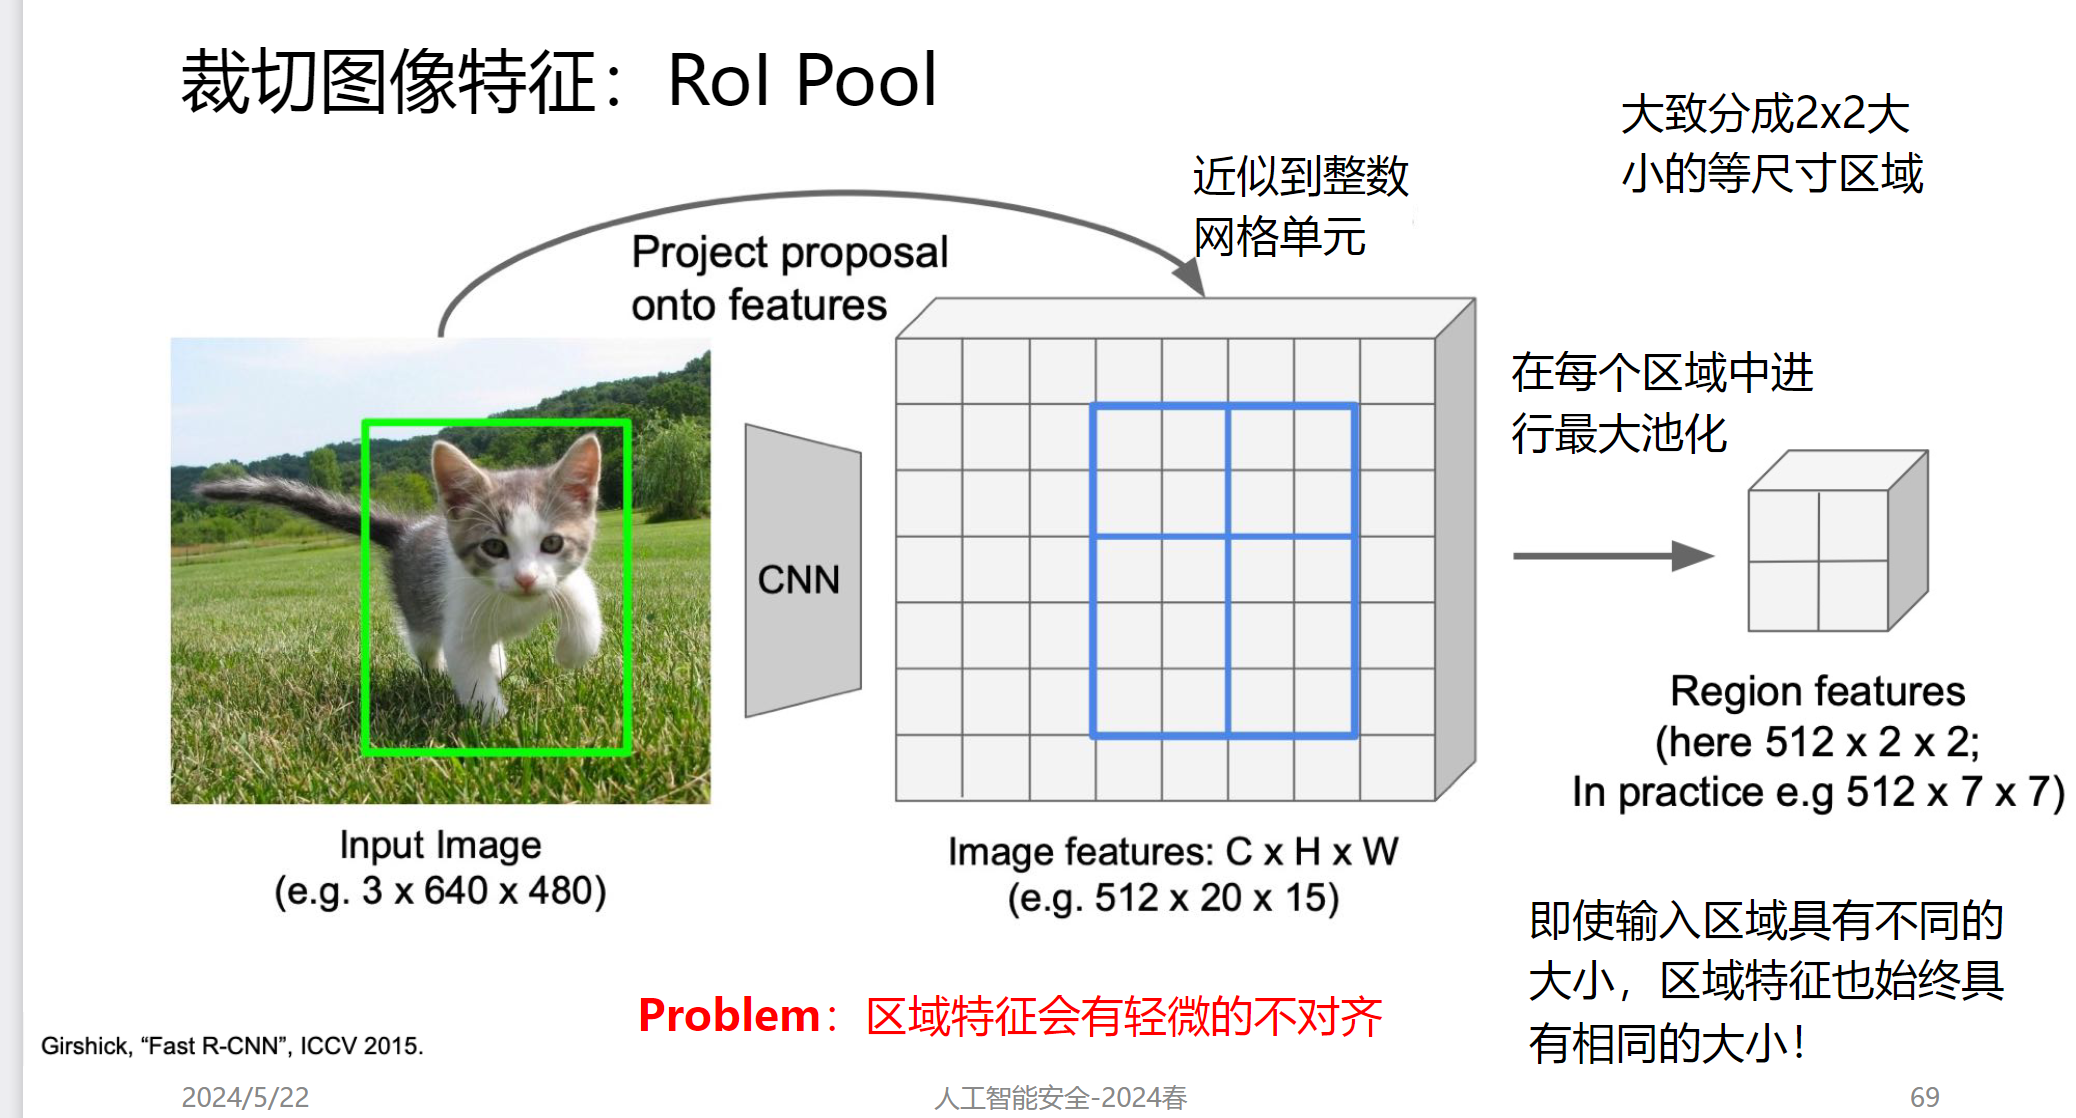 裁切图像特征：RoI Pool
大致分成2x2大
小的等尺寸区域
近似到整数
网格单元
Project proposal
onto features
在每个区域中进
行最大池化
CNN
Region features
(here 512 x 2 x 2;
In practice e.g 512 x 7 x 7)
Input Image
(e.g. 3 x 640 x 480)
Image features: C x H x W
(e.g. 512 x 20 x 15)
即使输入区域具有不同的
大小，区域特征也始终具
有相同的大小！
Problem：区域特征会有轻微的不对齐
Girshick, “Fast R-CNN”, ICCV 2015.
2024/5/22
人工智能安全-2024春
69